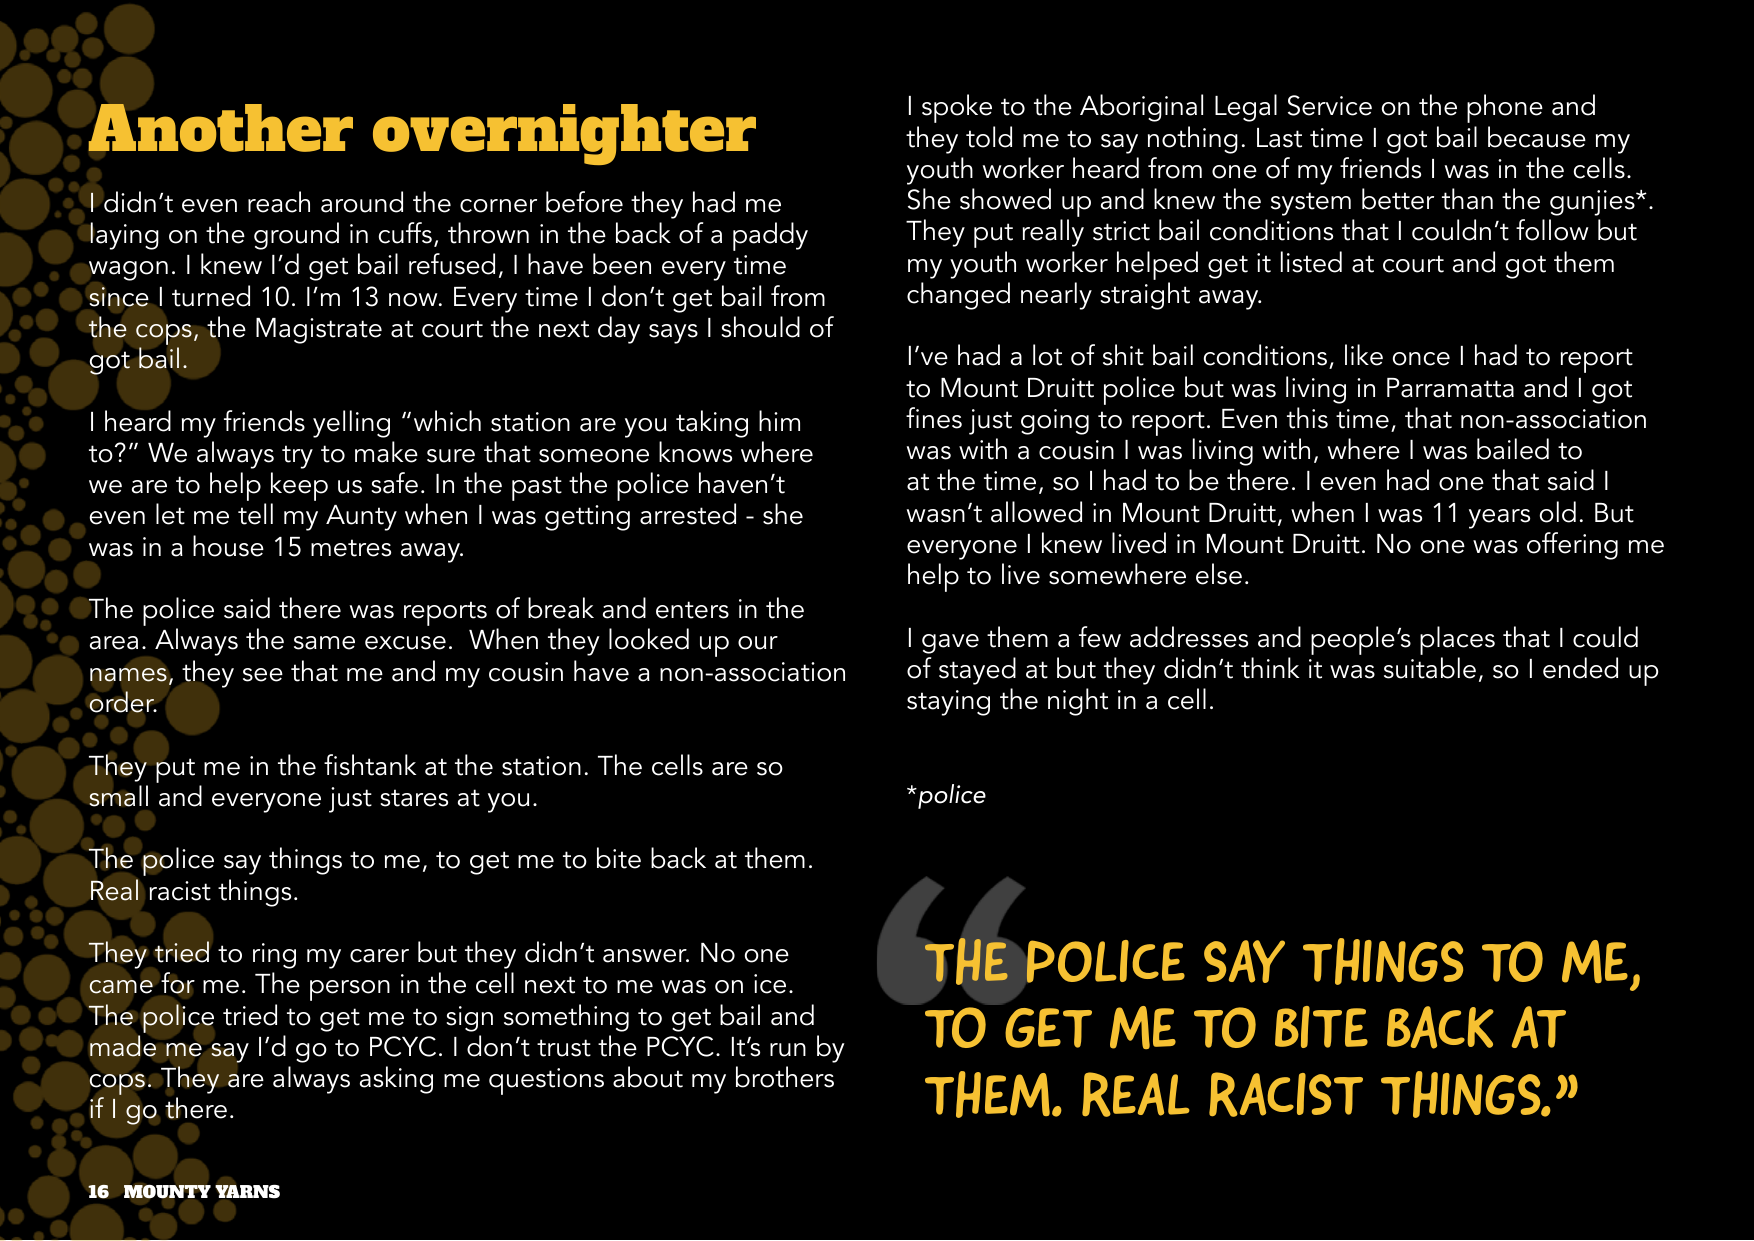 Another overnighter
I didn’t even reach around the corner before they had me
laying on the ground in cuffs, thrown in the back of a paddy
wagon. I knew I’d get bail refused, I have been every time
since I turned 10. I’m 13 now. Every time I don’t get bail from
the cops, the Magistrate at court the next day says I should of
got bail.
I heard my friends yelling “which station are you taking him
to?” We always try to make sure that someone knows where
we are to help keep us safe. In the past the police haven’t
even let me tell my Aunty when I was getting arrested - she
was in a house 15 metres away.
The police said there was reports of break and enters in the
area. Always the same excuse.  When they looked up our
names, they see that me and my cousin have a non-association
order.
They put me in the fishtank at the station. The cells are so
small and everyone just stares at you.
The police say things to me, to get me to bite back at them.
Real racist things.
They tried to ring my carer but they didn’t answer. No one
came for me. The person in the cell next to me was on ice.
The police tried to get me to sign something to get bail and
made me say I’d go to PCYC. I don’t trust the PCYC. It’s run by
cops. They are always asking me questions about my brothers
if I go there.
I spoke to the Aboriginal Legal Service on the phone and
they told me to say nothing. Last time I got bail because my
youth worker heard from one of my friends I was in the cells.
She showed up and knew the system better than the gunjies*.
They put really strict bail conditions that I couldn’t follow but
my youth worker helped get it listed at court and got them
changed nearly straight away.
I’ve had a lot of shit bail conditions, like once I had to report
to Mount Druitt police but was living in Parramatta and I got
fines just going to report. Even this time, that non-association
was with a cousin I was living with, where I was bailed to
at the time, so I had to be there. I even had one that said I
wasn’t allowed in Mount Druitt, when I was 11 years old. But
everyone I knew lived in Mount Druitt. No one was offering me
help to live somewhere else.
I gave them a few addresses and people’s places that I could
of stayed at but they didn’t think it was suitable, so I ended up
staying the night in a cell.
*police
“THE POLICE SAY THINGS TO ME,
TO GET ME TO BITE BACK AT
THEM. REAL RACIST THINGS.”
16 MOUNTY YARNS